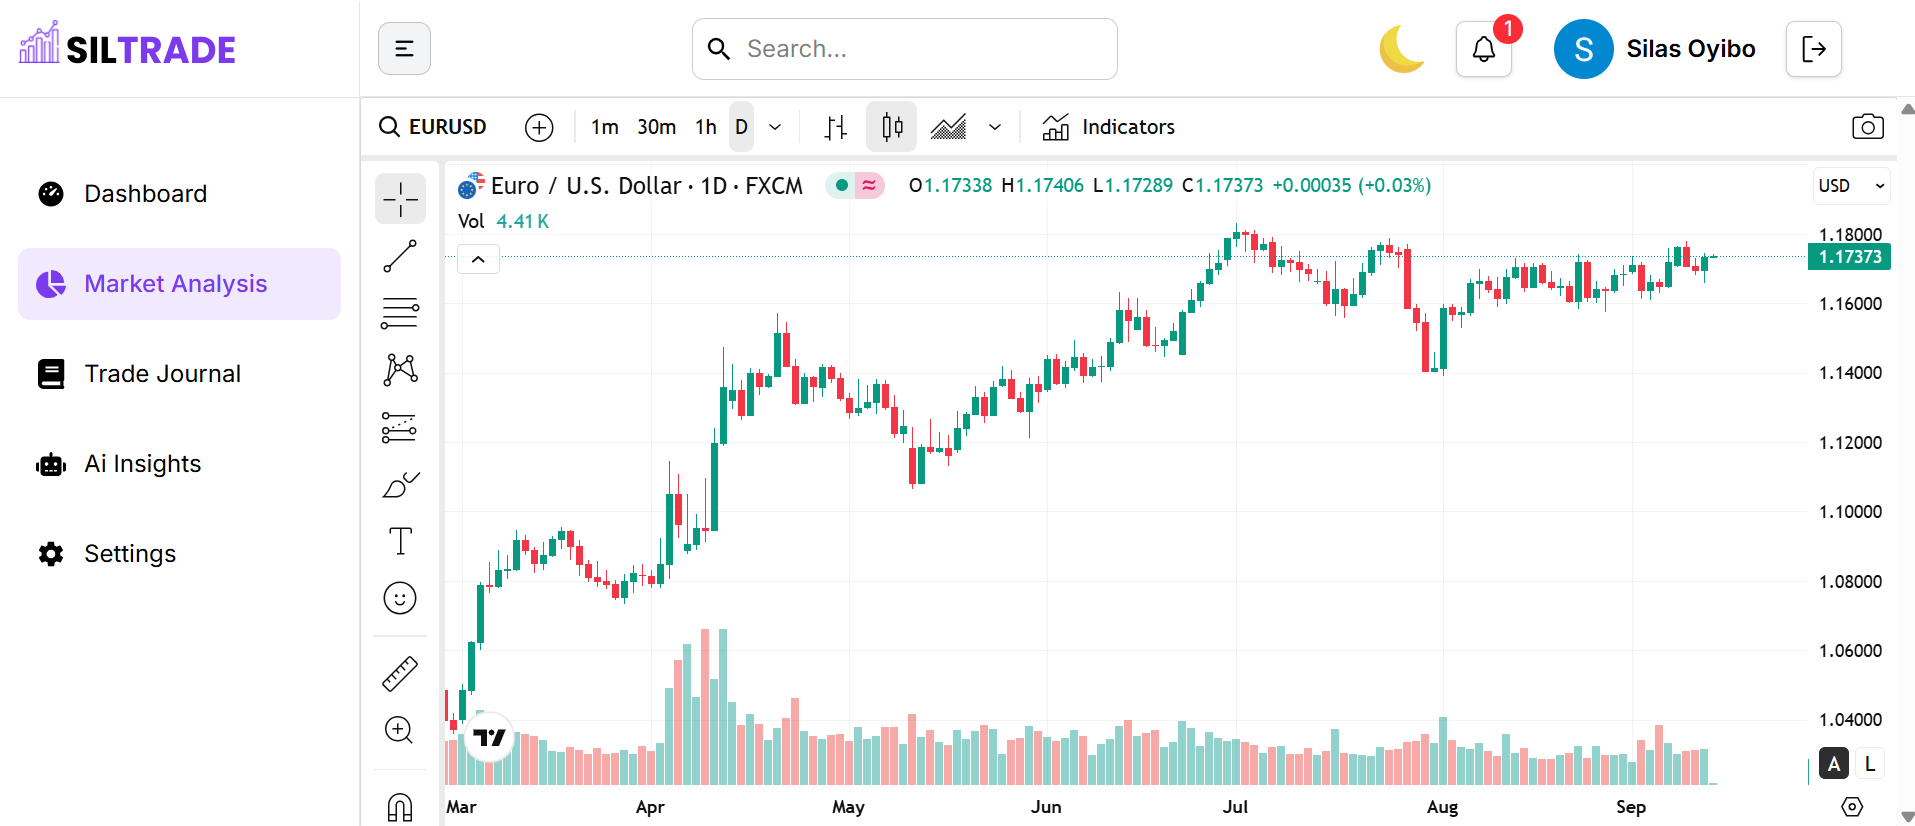 SILTRADE
Search...
1
S
Silas Oyibo
Dashboard
Market Analysis
Trade Journal
Ai Insights
Settings
EURUSD
1m 30m 1h D
Indicators
Euro / U.S. Dollar · 1D · FXCM
O1.17338 H1.17406 L1.17289 C1.17373 +0.00035 (+0.03%)
USD
Vol 4.41 K
1.18000
1.17373
1.16000
1.14000
1.12000
1.10000
1.08000
1.06000
1.04000
A L
Mar Apr May Jun Jul Aug Sep